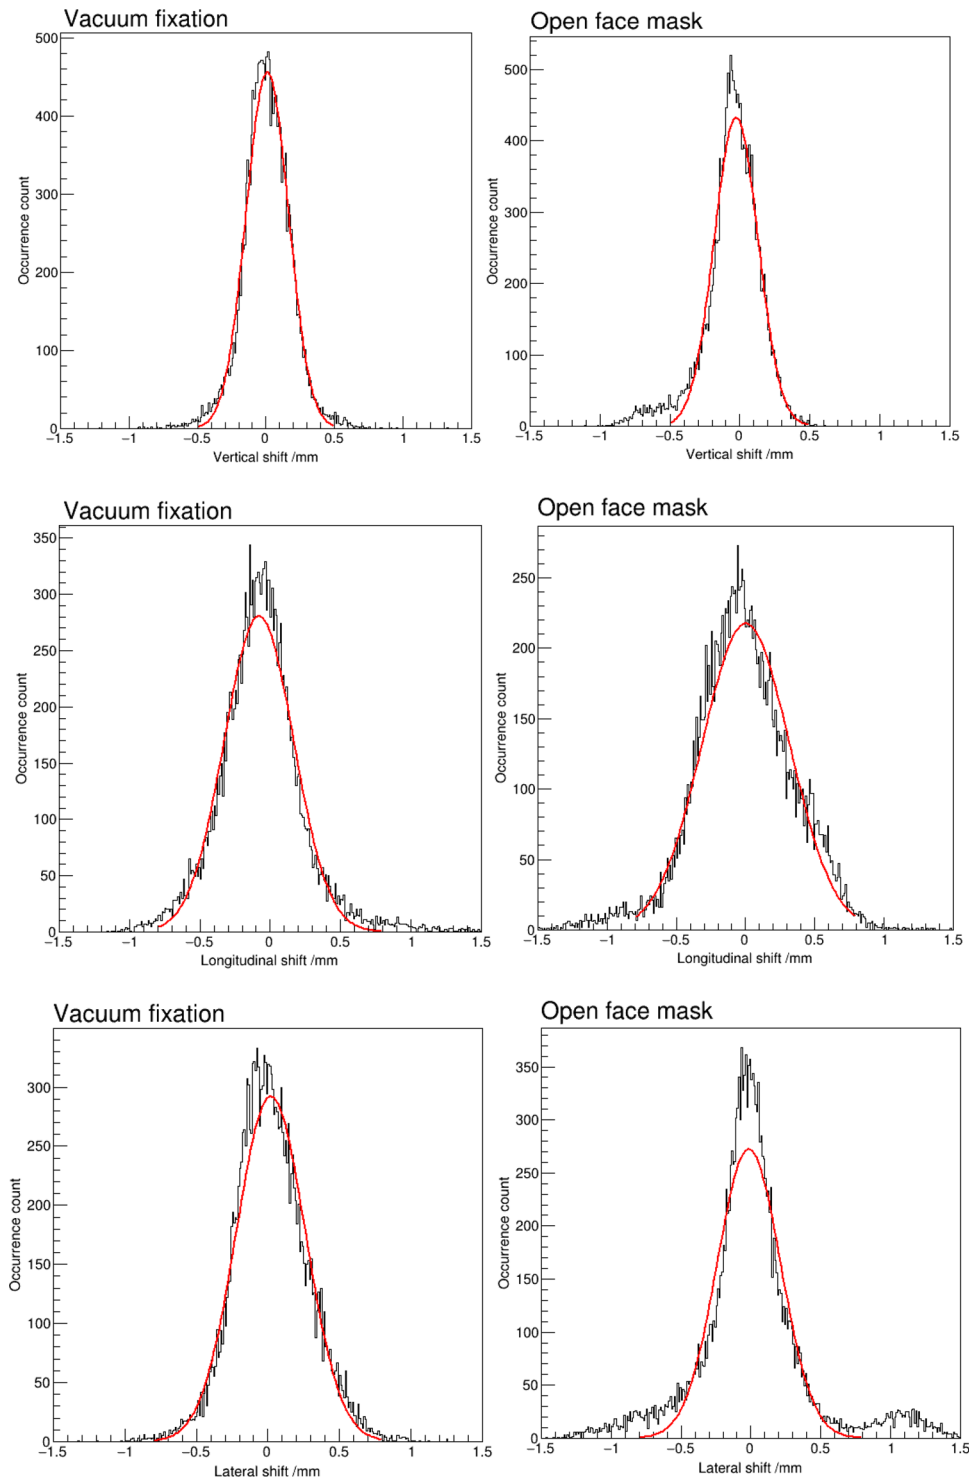 Vacuum fixation
Open face mask
500
400
300
200
100
0
Occurrence count
−1.5 −1 −0.5 0 0.5 1 1.5
Vertical shift /mm
500
400
300
200
100
0
Occurrence count
−1.5 −1 −0.5 0 0.5 1 1.5
Vertical shift /mm
Vacuum fixation
Open face mask
350
300
250
200
150
100
50
0
Occurrence count
−1.5 −1 −0.5 0 0.5 1 1.5
Longitudinal shift /mm
250
200
150
100
50
0
Occurrence count
−1.5 −1 −0.5 0 0.5 1 1.5
Longitudinal shift /mm
Vacuum fixation
Open face mask
300
250
200
150
100
50
0
Occurrence count
−1.5 −1 −0.5 0 0.5 1 1.5
Lateral shift /mm
350
300
250
200
150
100
50
0
Occurrence count
−1.5 −1 −0.5 0 0.5 1 1.5
Lateral shift /mm